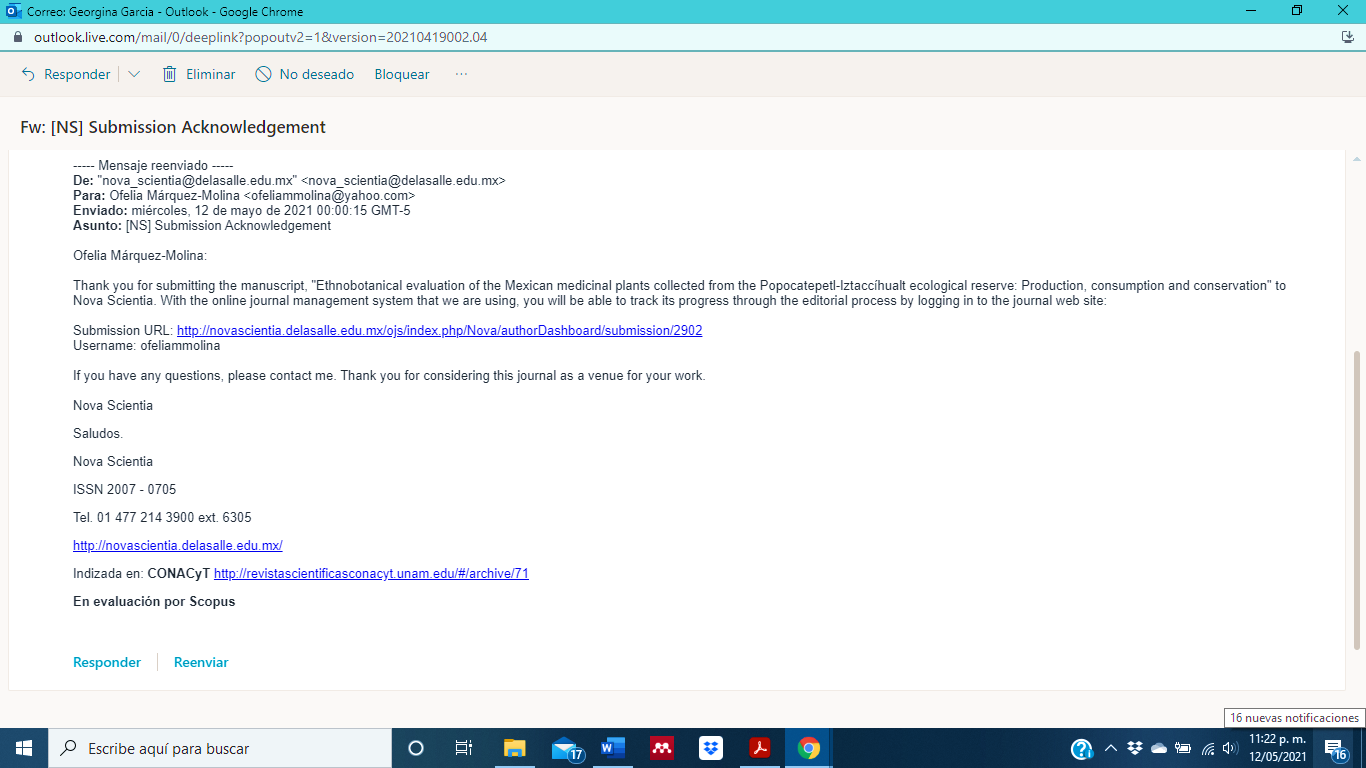 Correo: Georgina Garcia - Outlook - Google Chrome
outlook.live.com/mail/0/deeplink?popoutv2=1&version=20210419002.04
Responder Eliminar No deseado Bloquear ...
Fw: [NS] Submission Acknowledgement
----- Mensaje reenviado -----
De: "nova_scientia@delasalle.edu.mx" <nova_scientia@delasalle.edu.mx>
Para: Ofelia Márquez-Molina <ofeliammolina@yahoo.com>
Enviado: miércoles, 12 de mayo de 2021 00:00:15 GMT-5
Asunto: [NS] Submission Acknowledgement
Ofelia Márquez-Molina:
Thank you for submitting the manuscript, "Ethnobotanical evaluation of the Mexican medicinal plants collected from the Popocatepetl-Iztaccíhualt ecological reserve: Production, consumption and conservation" to
Nova Scientia. With the online journal management system that we are using, you will be able to track its progress through the editorial process by logging in to the journal web site:
Submission URL: http://novascientia.delasalle.edu.mx/ojs/index.php/Nova/authorDashboard/submission/2902
Username: ofeliammolina
If you have any questions, please contact me. Thank you for considering this journal as a venue for your work.
Nova Scientia
Saludos.
Nova Scientia
ISSN 2007 - 0705
Tel. 01 477 214 3900 ext. 6305
http://novascientia.delasalle.edu.mx/
Indizada en: CONACyT http://revistascientificasconacyt.unam.edu/#/archive/71
En evaluación por Scopus
Responder Reenviar
16 nuevas notificaciones
Escribe aquí para buscar
17
11:22 p. m.
12/05/2021
16